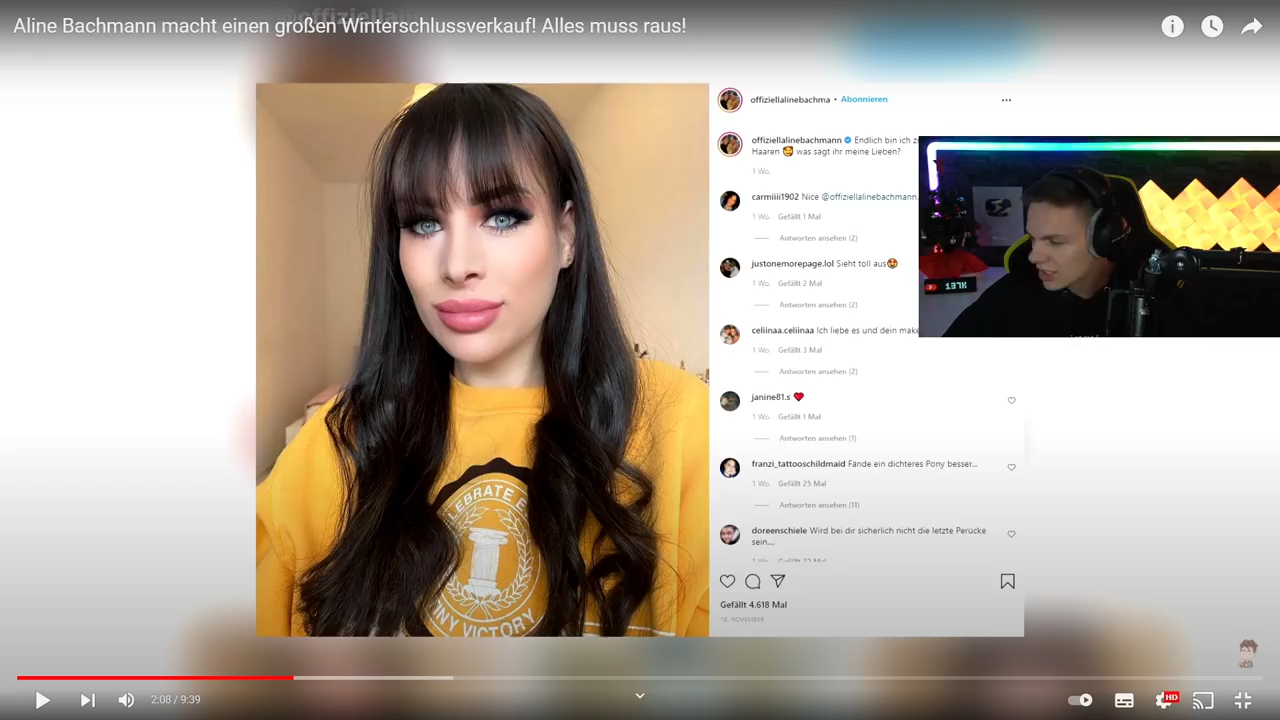 Aline Bachmann macht einen großen Winterschlussverkauf! Alles muss raus!
offiziellalinebachma • Abonnieren
offiziellalinebachmann Endlich bin ich
Haaren 🥰 was sagt ihr meine Lieben?
1 Wo.
carmiiii1902 Nice @offiziellalinebachmann.
1 Wo. Gefällt 1 Mal
Antworten ansehen (2)
justonemorepage.lol Sieht toll aus😍
1 Wo. Gefällt 2 Mal
Antworten ansehen (2)
celiinaa.celiinaa Ich liebe es und dein make
1 Wo. Gefällt 3 Mal
Antworten ansehen (2)
janine81.s ❤️
1 Wo. Gefällt 1 Mal
Antworten ansehen (1)
franzi_tattooschildmaid Fände ein dichteres Pony besser...
1 Wo. Gefällt 25 Mal
Antworten ansehen (11)
doreenschiele Wird bei dir sicherlich nicht die letzte Perücke
sein....
Gefällt 4.618 Mal
18. NOVEMBER
137K
NY VICTORY
2:08 / 9:39
HD